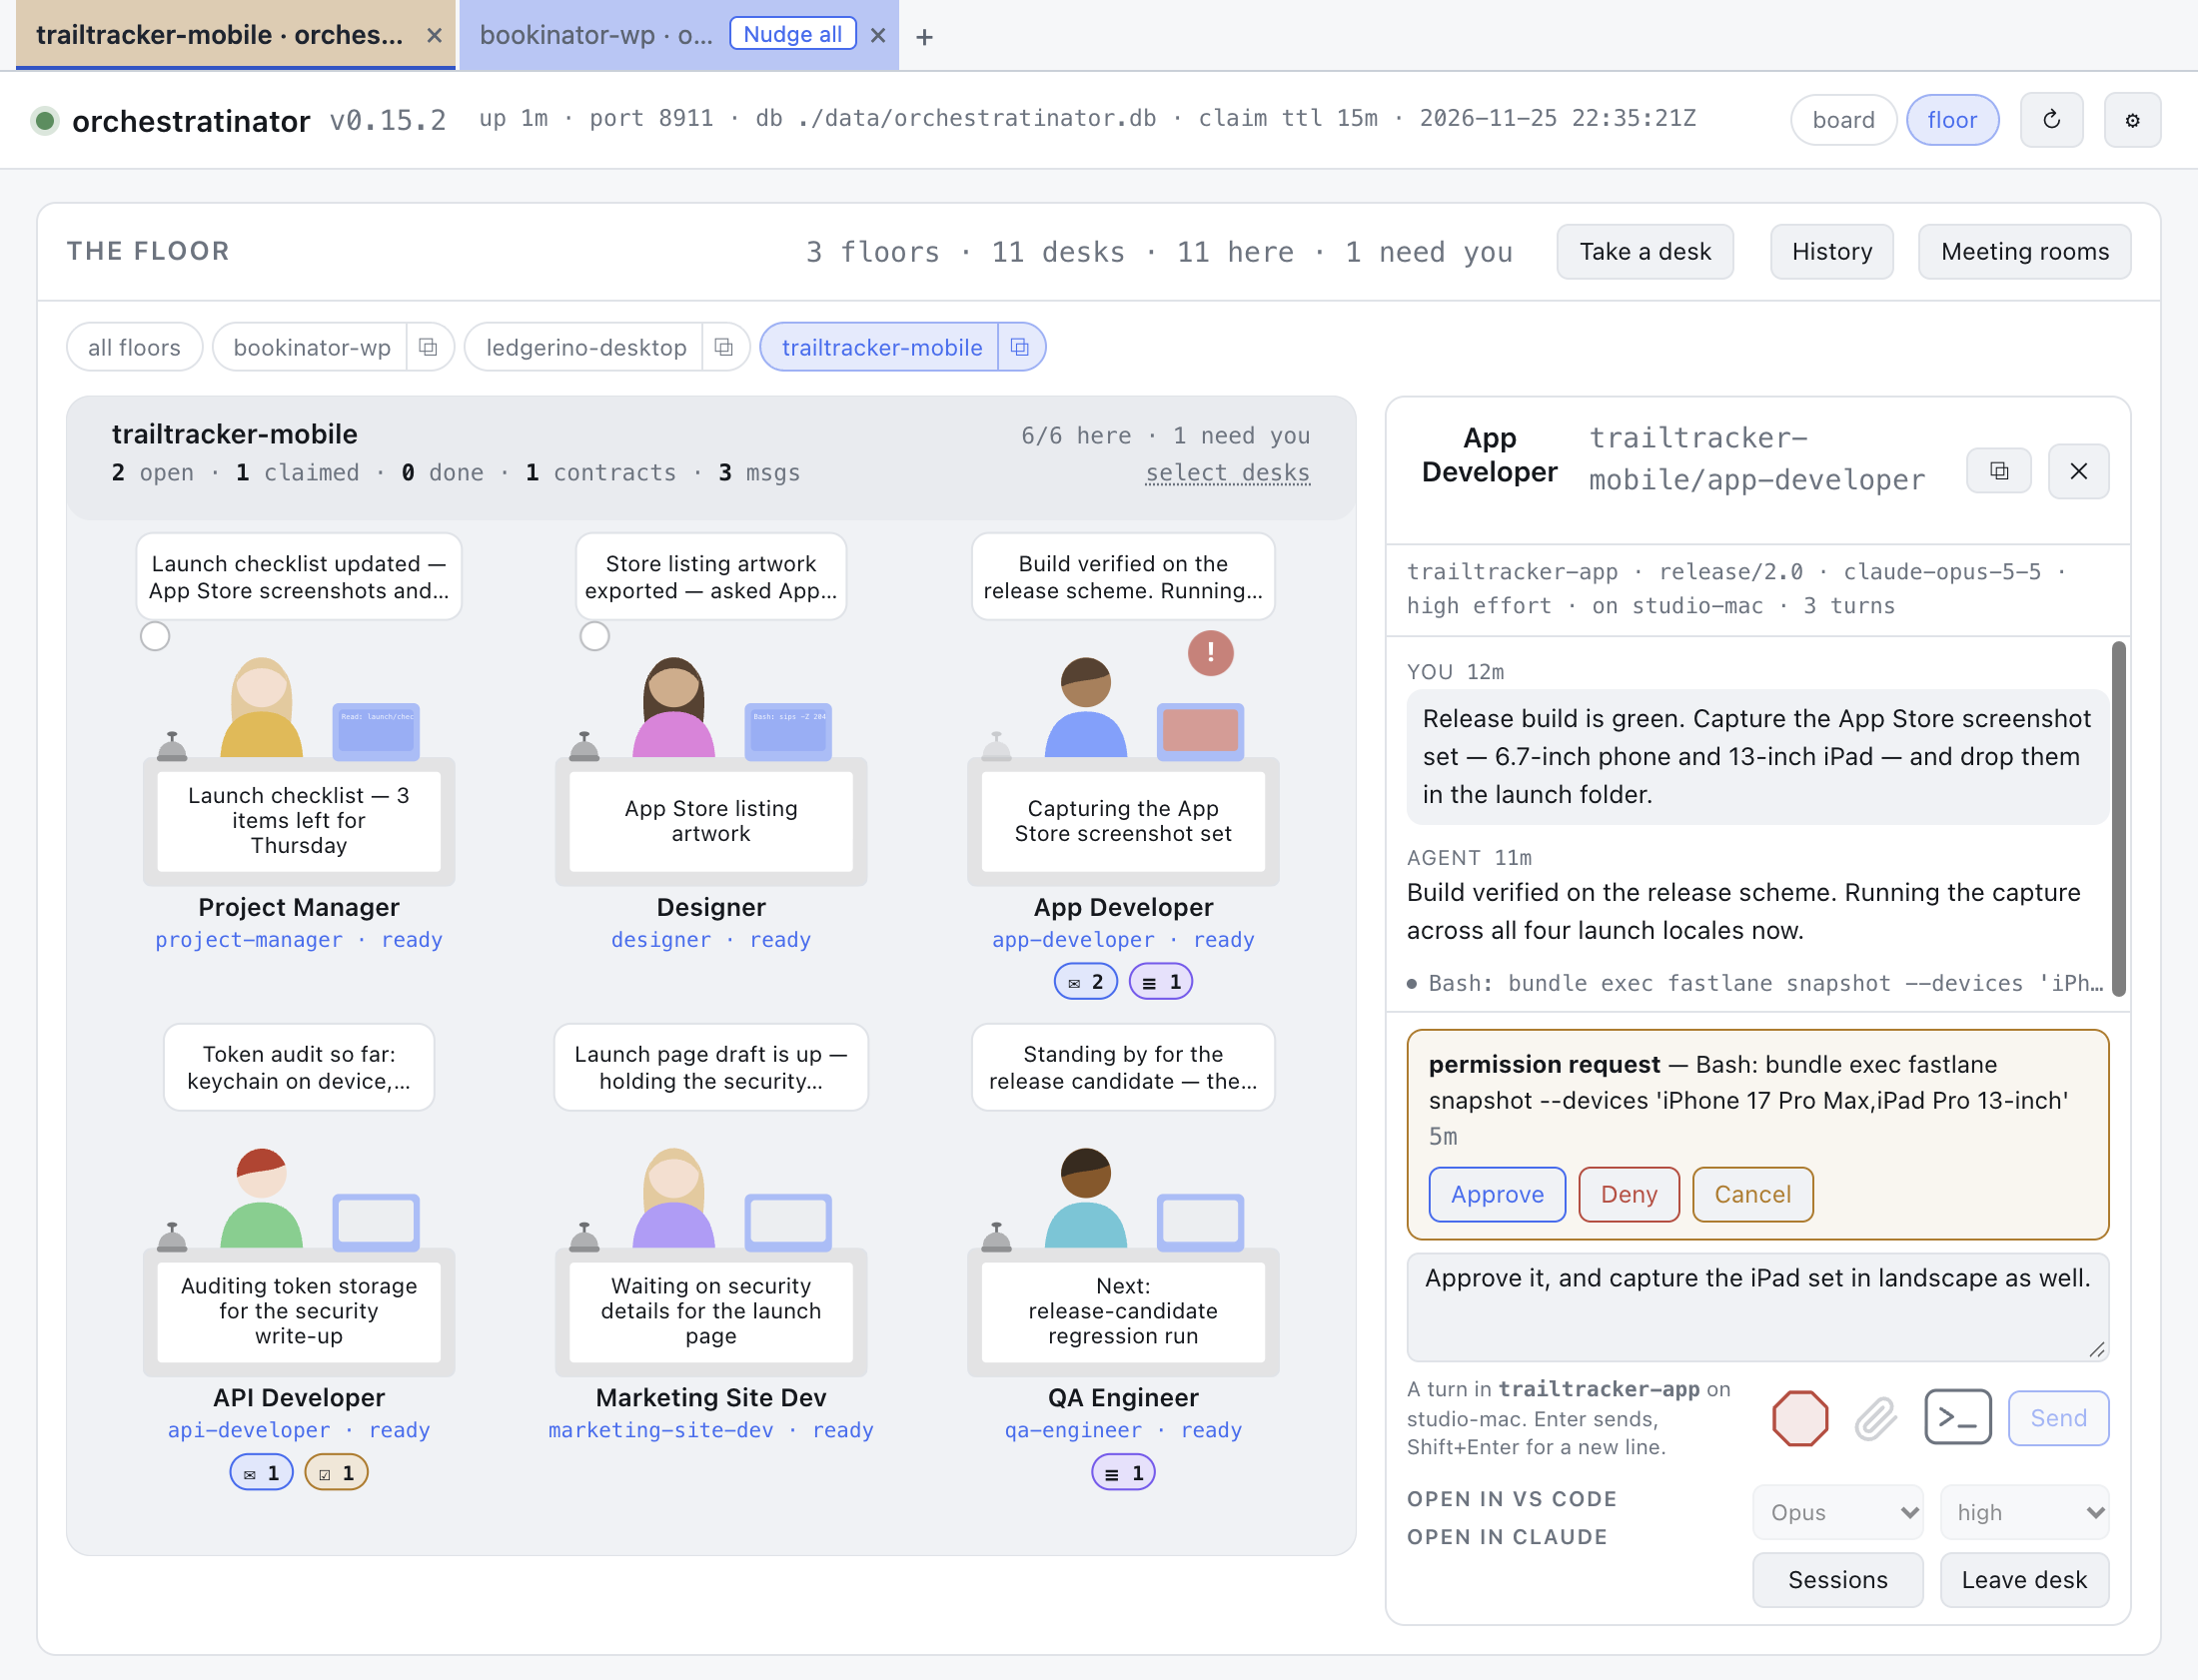 trailtracker-mobile · orches... ×
bookinator-wp · o... Nudge all × +
orchestratinator v0.15.2 up 1m · port 8911 · db ./data/orchestratinator.db · claim ttl 15m · 2026-11-25 22:35:21Z board floor
THE FLOOR 3 floors · 11 desks · 11 here · 1 need you Take a desk History Meeting rooms
all floors bookinator-wp ledgerino-desktop trailtracker-mobile
trailtracker-mobile 6/6 here · 1 need you
2 open · 1 claimed · 0 done · 1 contracts · 3 msgs select desks
Launch checklist updated —
App Store screenshots and...
Store listing artwork
exported — asked App...
Build verified on the
release scheme. Running...
!
Read: launch/chec
Bash: sips -Z 204
Launch checklist — 3
items left for
Thursday
App Store listing
artwork
Capturing the App
Store screenshot set
Project Manager
project-manager · ready
Designer
designer · ready
App Developer
app-developer · ready
✉ 2 ≡ 1
Token audit so far:
keychain on device,...
Launch page draft is up —
holding the security...
Standing by for the
release candidate — the...
Auditing token storage
for the security
write-up
Waiting on security
details for the launch
page
Next:
release-candidate
regression run
API Developer
api-developer · ready
✉ 1 ☑ 1
Marketing Site Dev
marketing-site-dev · ready
QA Engineer
qa-engineer · ready
≡ 1
App
Developer
trailtracker-
mobile/app-developer
trailtracker-app · release/2.0 · claude-opus-5-5 ·
high effort · on studio-mac · 3 turns
YOU 12m
Release build is green. Capture the App Store screenshot
set — 6.7-inch phone and 13-inch iPad — and drop them
in the launch folder.
AGENT 11m
Build verified on the release scheme. Running the capture
across all four launch locales now.
● Bash: bundle exec fastlane snapshot --devices 'iPh...
permission request — Bash: bundle exec fastlane
snapshot --devices 'iPhone 17 Pro Max,iPad Pro 13-inch'
5m
Approve Deny Cancel
Approve it, and capture the iPad set in landscape as well.
A turn in trailtracker-app on
studio-mac. Enter sends,
Shift+Enter for a new line.
Send
OPEN IN VS CODE
OPEN IN CLAUDE
Opus high
Sessions Leave desk